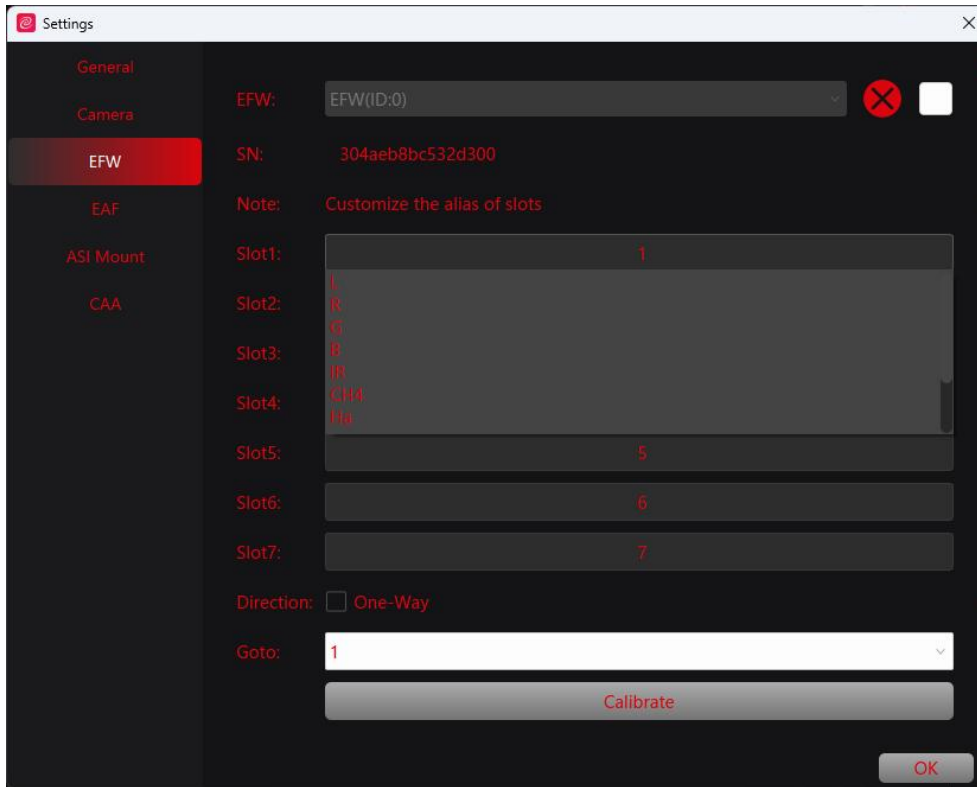 Settings
General
Camera
EFW
EAF
ASI Mount
CAA
EFW: EFW(ID:0)
SN: 304aeb8bc532d300
Note: Customize the alias of slots
Slot1: 1
L
Slot2: R
G
Slot3: B
IR
Slot4: CH4
Ha
Slot5: 5
Slot6: 6
Slot7: 7
Direction: One-Way
Goto: 1
Calibrate
OK